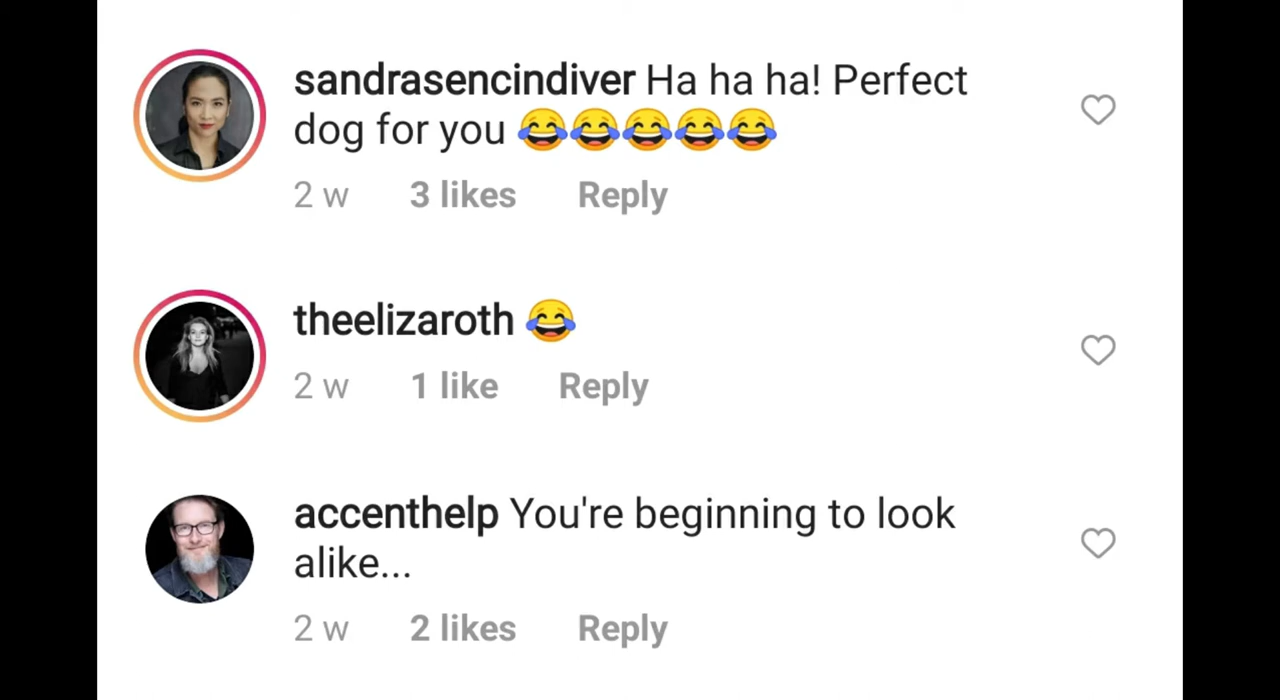 sandrasencindiver Ha ha ha! Perfect
dog for you 😂😂😂😂😂
2 w 3 likes Reply
theelizaroth 😂
2 w 1 like Reply
accenthelp You're beginning to look
alike...
2 w 2 likes Reply